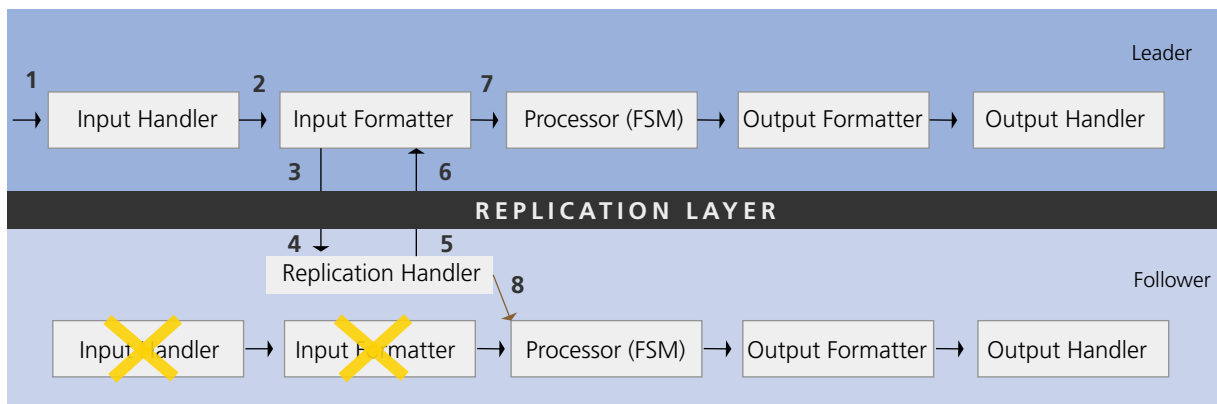 Leader
1
2
7
Input Handler
Input Formatter
Processor (FSM)
Output Formatter
Output Handler
3
6
REPLICATION LAYER
4
5
Replication Handler
8
Follower
Input Handler
Input Formatter
Processor (FSM)
Output Formatter
Output Handler